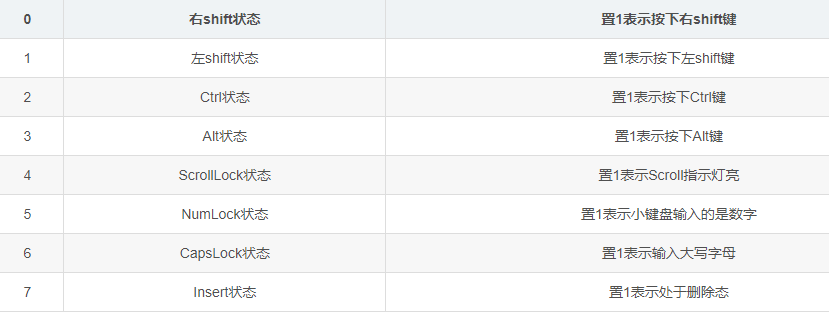 0 右shift状态 置1表示按下右shift键
1 左shift状态 置1表示按下左shift键
2 Ctrl状态 置1表示按下Ctrl键
3 Alt状态 置1表示按下Alt键
4 ScrollLock状态 置1表示Scroll指示灯亮
5 NumLock状态 置1表示小键盘输入的是数字
6 CapsLock状态 置1表示输入大写字母
7 Insert状态 置1表示处于删除态